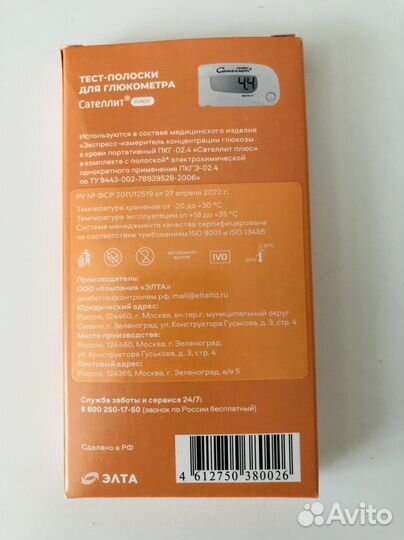 ТЕСТ-ПОЛОСКИ
ДЛЯ ГЛЮКОМЕТРА
Сателлит® ПЛЮС
ПЛЮС
Сателлит®
4.4
Используются в составе медицинского изделия
«Экспресс-измеритель концентрации глюкозы
в крови портативный ПКГ-02.4 «Сателлит плюс»
в комплекте с полоской* электрохимической
однократного применения ПКГЭ-02.4
по ТУ 9443-002-78939528-2006»
РУ № ФСР 2011/12519 от 27 апреля 2022 г.
Температура хранения от -20 до +30 °C
Температура эксплуатации от +18 до +35 °C
Система менеджмента качества сертифицирована
на соответствие требованиям ISO 9001 и ISO 13485
IVD
-20°C
30°C
Производитель:
ООО «Компания «ЭЛТА»
диабетподконтролем.рф, mail@eltaltd.ru
Юридический адрес:
Россия, 124460, г. Москва, вн.тер.г. муниципальный округ
Силино, г. Зеленоград, ул. Конструктора Гуськова, д. 3, стр. 4
Место производства:
Россия, 124460, Москва, г. Зеленоград,
ул. Конструктора Гуськова, д. 3, стр. 4
Почтовый адрес:
Россия, 124365, Москва, г. Зеленоград, а/я 5
Служба заботы и сервиса 24/7:
8 800 250-17-50 (звонок по России бесплатный)
Сделано в РФ
ЭЛТА
4 612750 380026
Avito